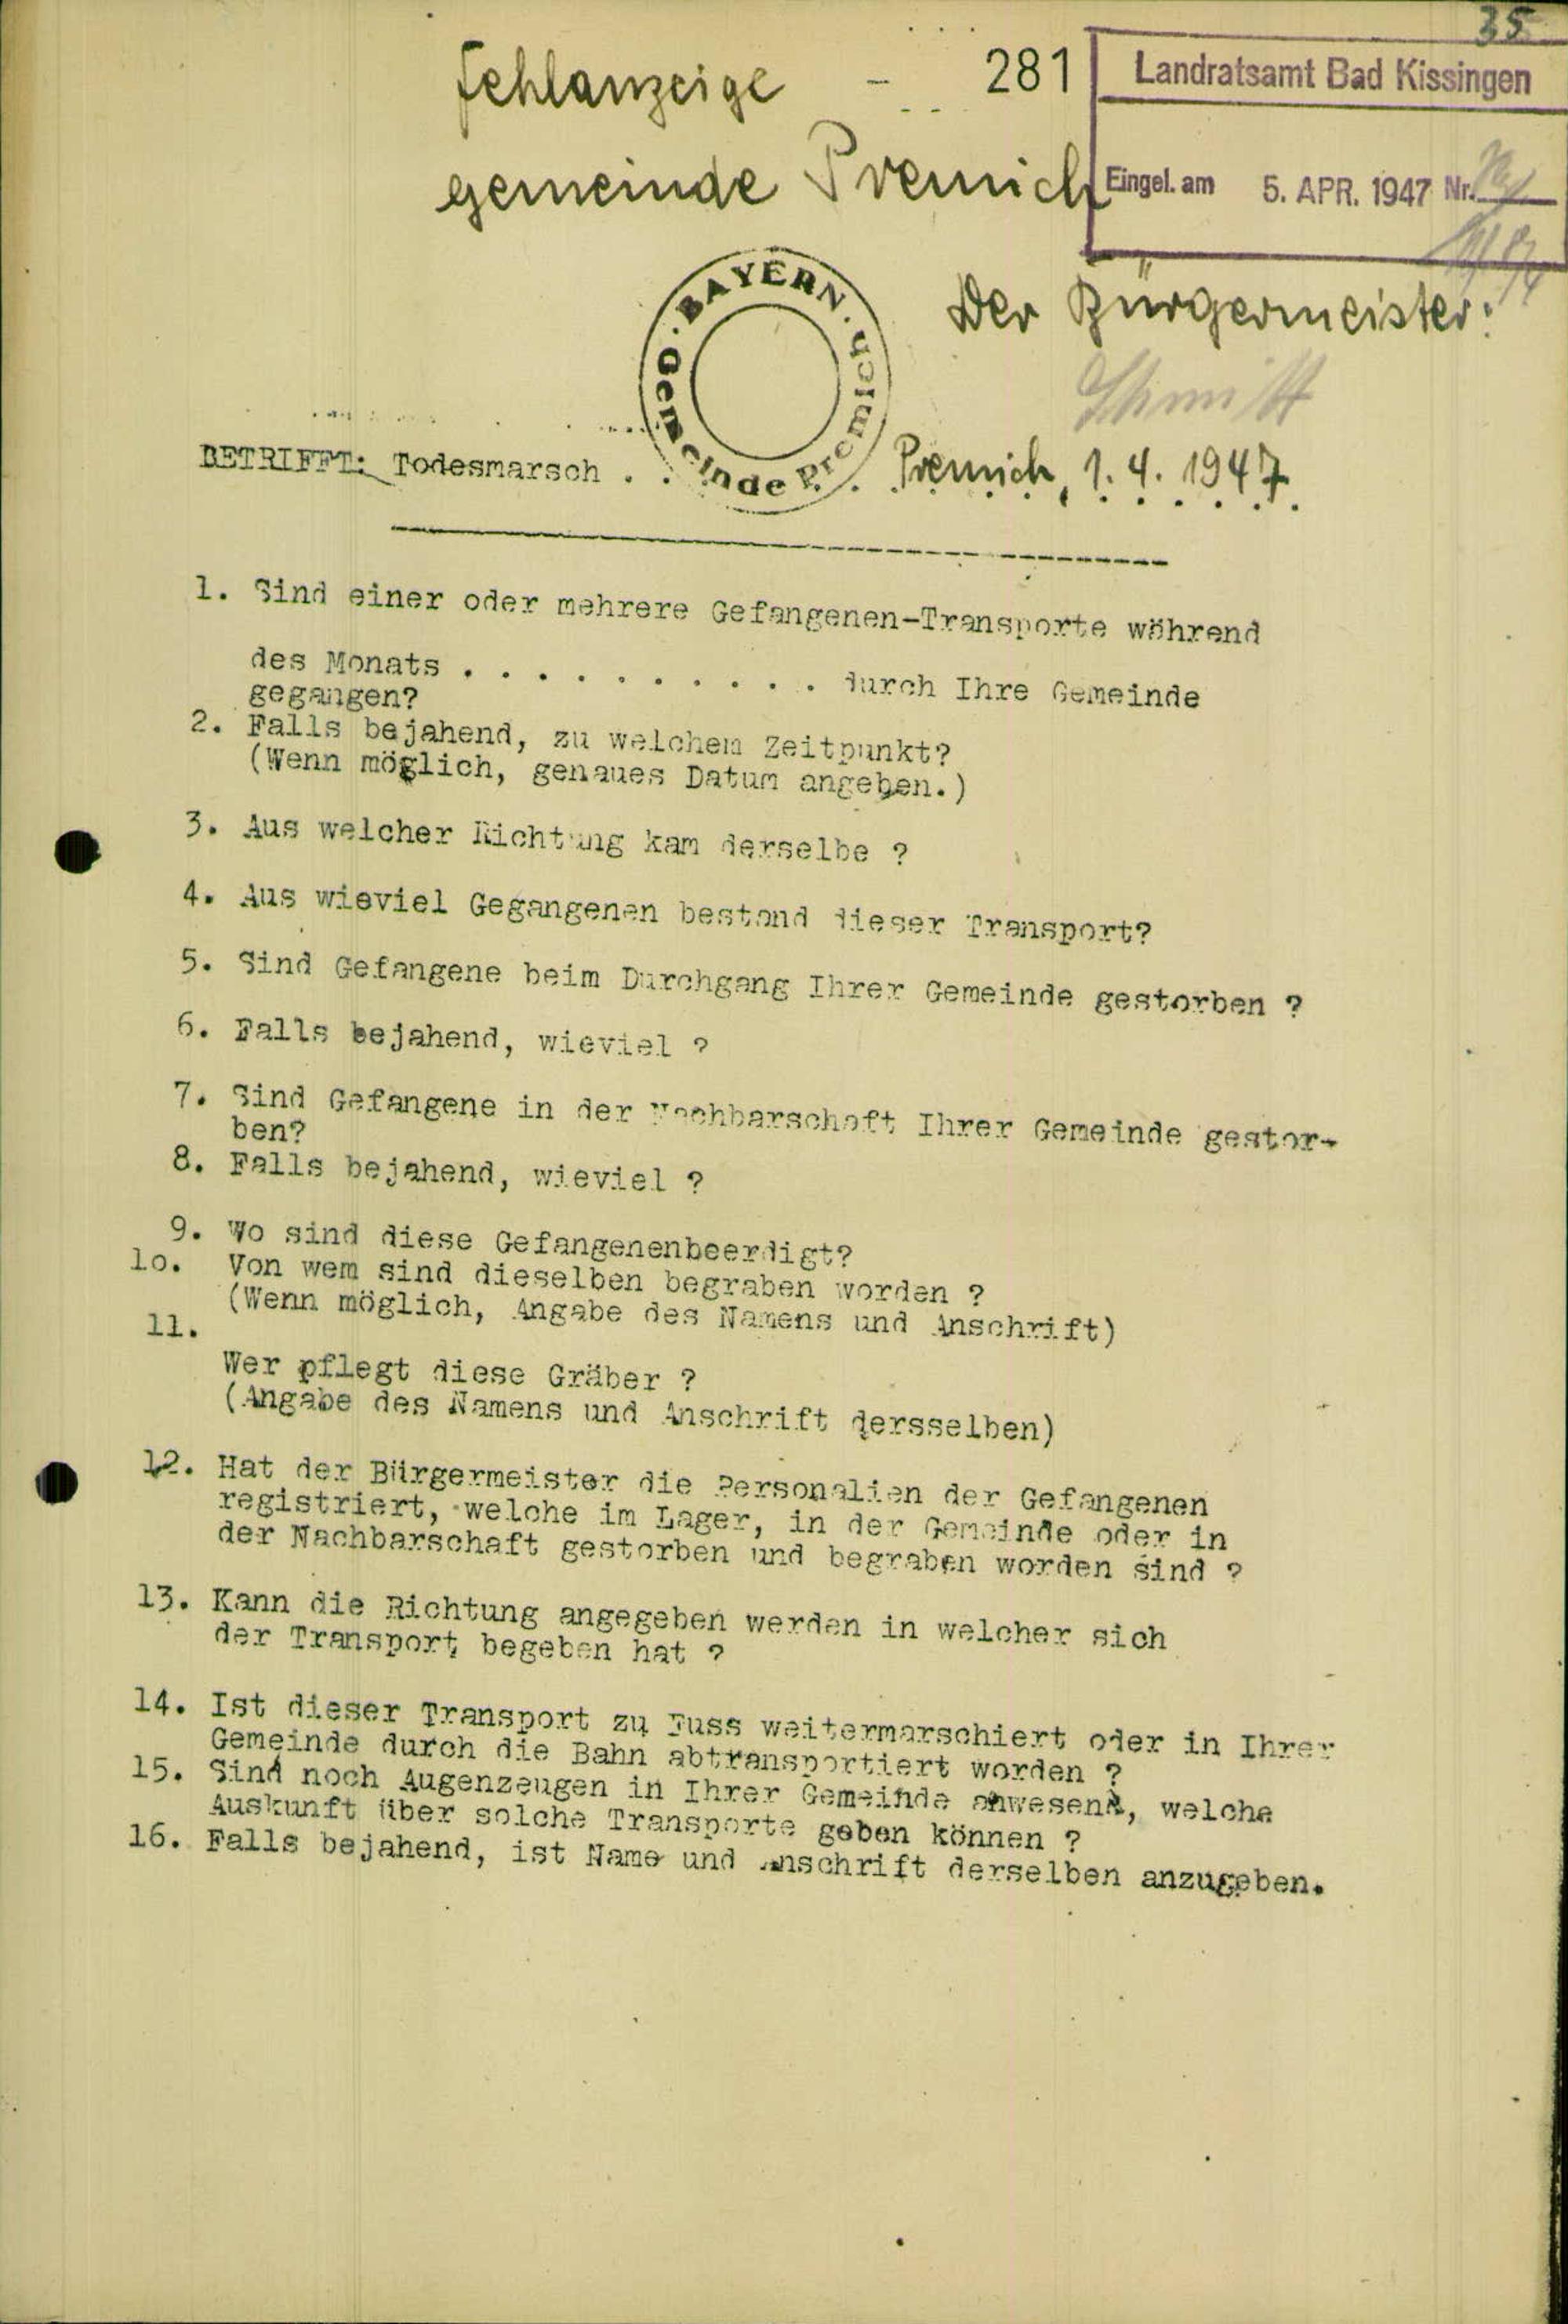 35
Fehlanzeige - 281
Landratsamt Bad Kissingen
Gemeinde Premich
Eingel. am 5. APR. 1947 Nr.
BAYERN. Gemeinde Premich
Der Bürgermeister:
Schmitt
BETRIFFT: Todesmarsch . . Premich, 1. 4. 1947.
1. Sind einer oder mehrere Gefangenen-Transporte während
des Monats . . . . . . . . . . durch Ihre Gemeinde
gegangen?
2. Falls bejahend, zu welchem Zeitpunkt?
(Wenn möglich, genaues Datum angeben.)
3. Aus welcher Richtung kam derselbe ?
4. Aus wieviel Gegangenen bestand dieser Transport?
5. Sind Gefangene beim Durchgang Ihrer Gemeinde gestorben ?
6. Falls bejahend, wieviel ?
7. Sind Gefangene in der Nachbarschaft Ihrer Gemeinde gestor-
ben?
8. Falls bejahend, wieviel ?
9. Wo sind diese Gefangenenbeerdigt?
10. Von wem sind dieselben begraben worden ?
(Wenn möglich, Angabe des Namens und Anschrift)
11.
Wer pflegt diese Gräber ?
(Angabe des Namens und Anschrift dersselben)
12. Hat der Bürgermeister die Personalien der Gefangenen
registriert, welche im Lager, in der Gemeinde oder in
der Nachbarschaft gestorben und begraben worden sind ?
13. Kann die Richtung angegeben werden in welcher sich
der Transport begeben hat ?
14. Ist dieser Transport zu Fuss weitermarschiert oder in Ihrer
Gemeinde durch die Bahn abtransportiert worden ?
15. Sind noch Augenzeugen in Ihrer Gemeinde anwesend, welche
Auskunft über solche Transporte geben können ?
16. Falls bejahend, ist Name und Anschrift derselben anzugeben.